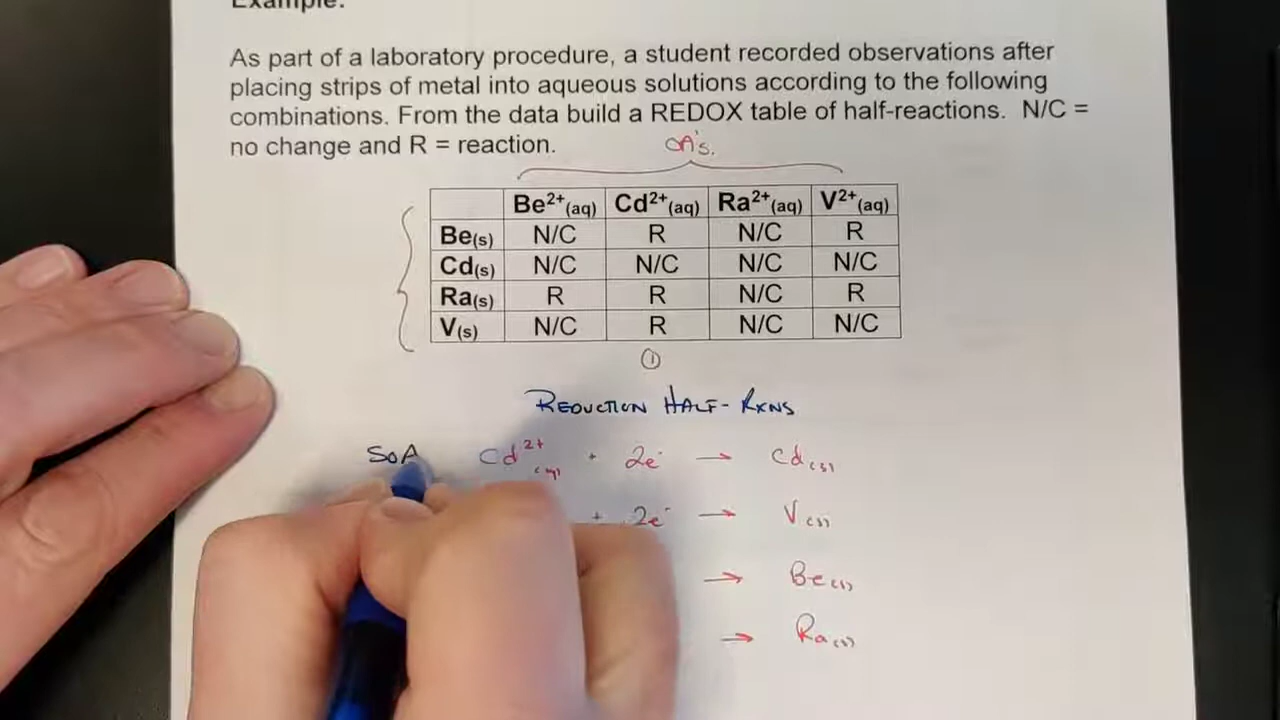 Example:
As part of a laboratory procedure, a student recorded observations after
placing strips of metal into aqueous solutions according to the following
combinations. From the data build a REDOX table of half-reactions. N/C =
no change and R = reaction.
OA's.
Be2+(aq) Cd2+(aq) Ra2+(aq) V2+(aq)
Be(s) N/C R N/C R
Cd(s) N/C N/C N/C N/C
Ra(s) R R N/C R
V(s) N/C R N/C N/C
①
REDUCTION HALF-RXNS
SOA Cd2+(aq) + 2e- → Cd(s)
+ 2e- → V(s)
→ Be(s)
→ Ra(s)